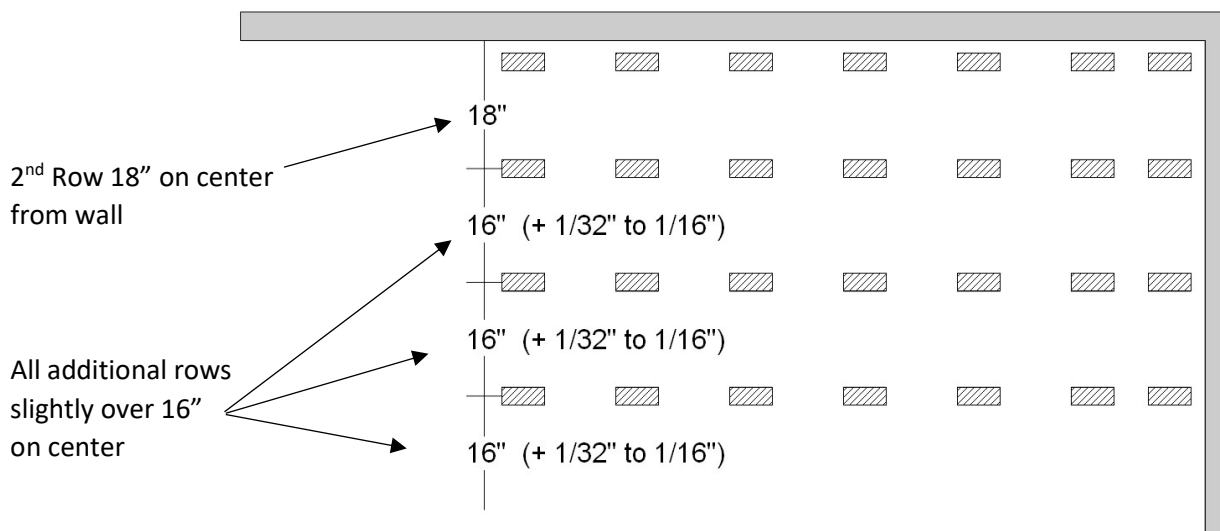 18"
2nd Row 18” on center
from wall
16" (+ 1/32" to 1/16")
16" (+ 1/32" to 1/16")
All additional rows
slightly over 16”
on center
16" (+ 1/32" to 1/16")